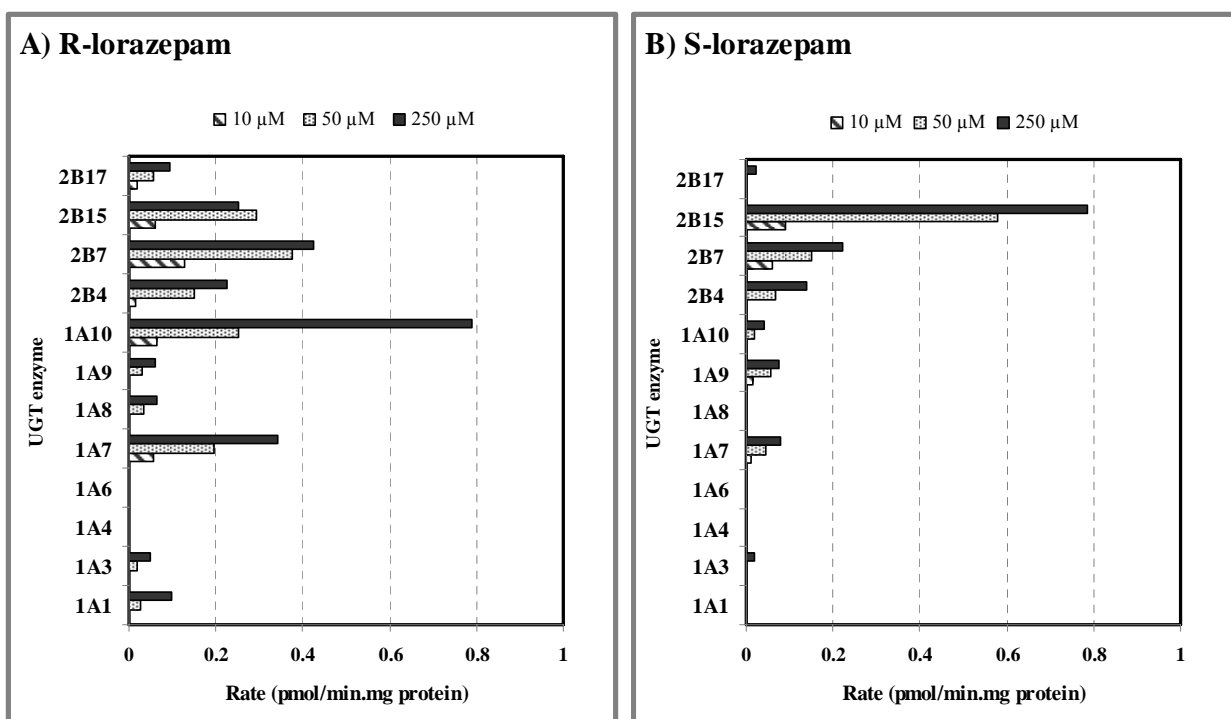 A) R-lorazepam
10 µM 50 µM 250 µM
2B17
2B15
2B7
2B4
1A10
1A9
1A8
1A7
1A6
1A4
1A3
1A1
UGT enzyme
0 0.2 0.4 0.6 0.8 1
Rate (pmol/min.mg protein)
B) S-lorazepam
10 µM 50 µM 250 µM
2B17
2B15
2B7
2B4
1A10
1A9
1A8
1A7
1A6
1A4
1A3
1A1
UGT enzyme
0 0.2 0.4 0.6 0.8 1
Rate (pmol/min.mg protein)